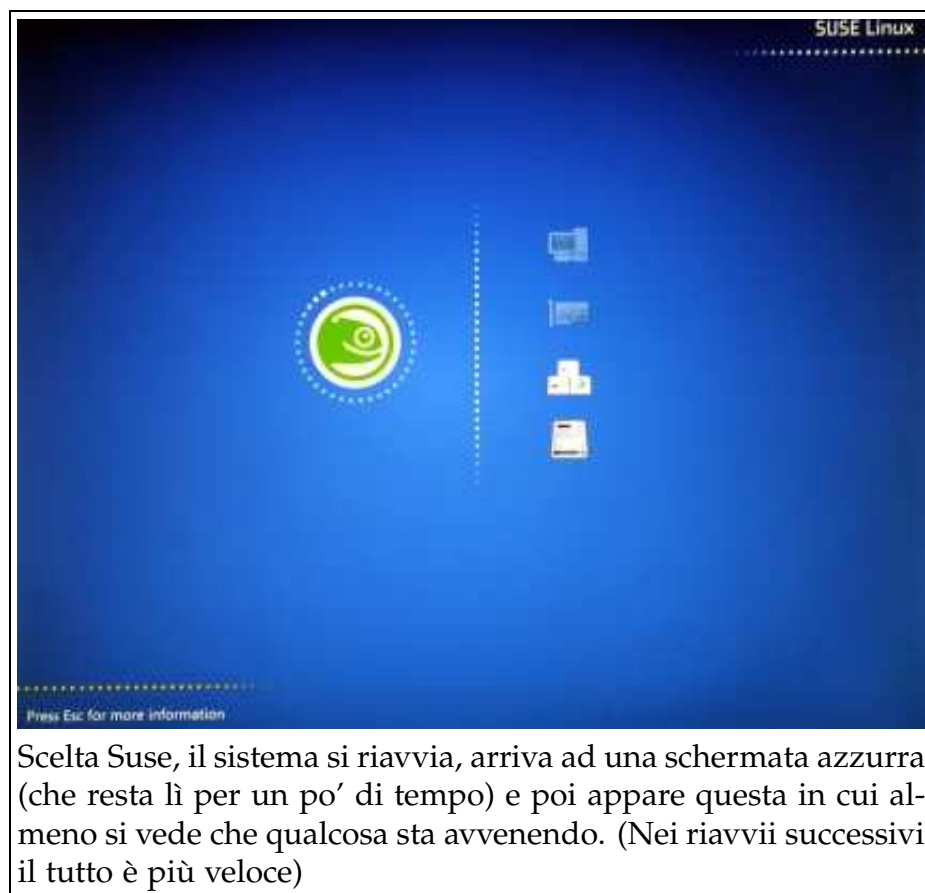 SUSE Linux
Press Esc for more information
Scelta Suse, il sistema si riavvia, arriva ad una schermata azzurra
(che resta lì per un po' di tempo) e poi appare questa in cui al-
meno si vede che qualcosa sta avvenendo. (Nei riavvii successivi
il tutto è più veloce)